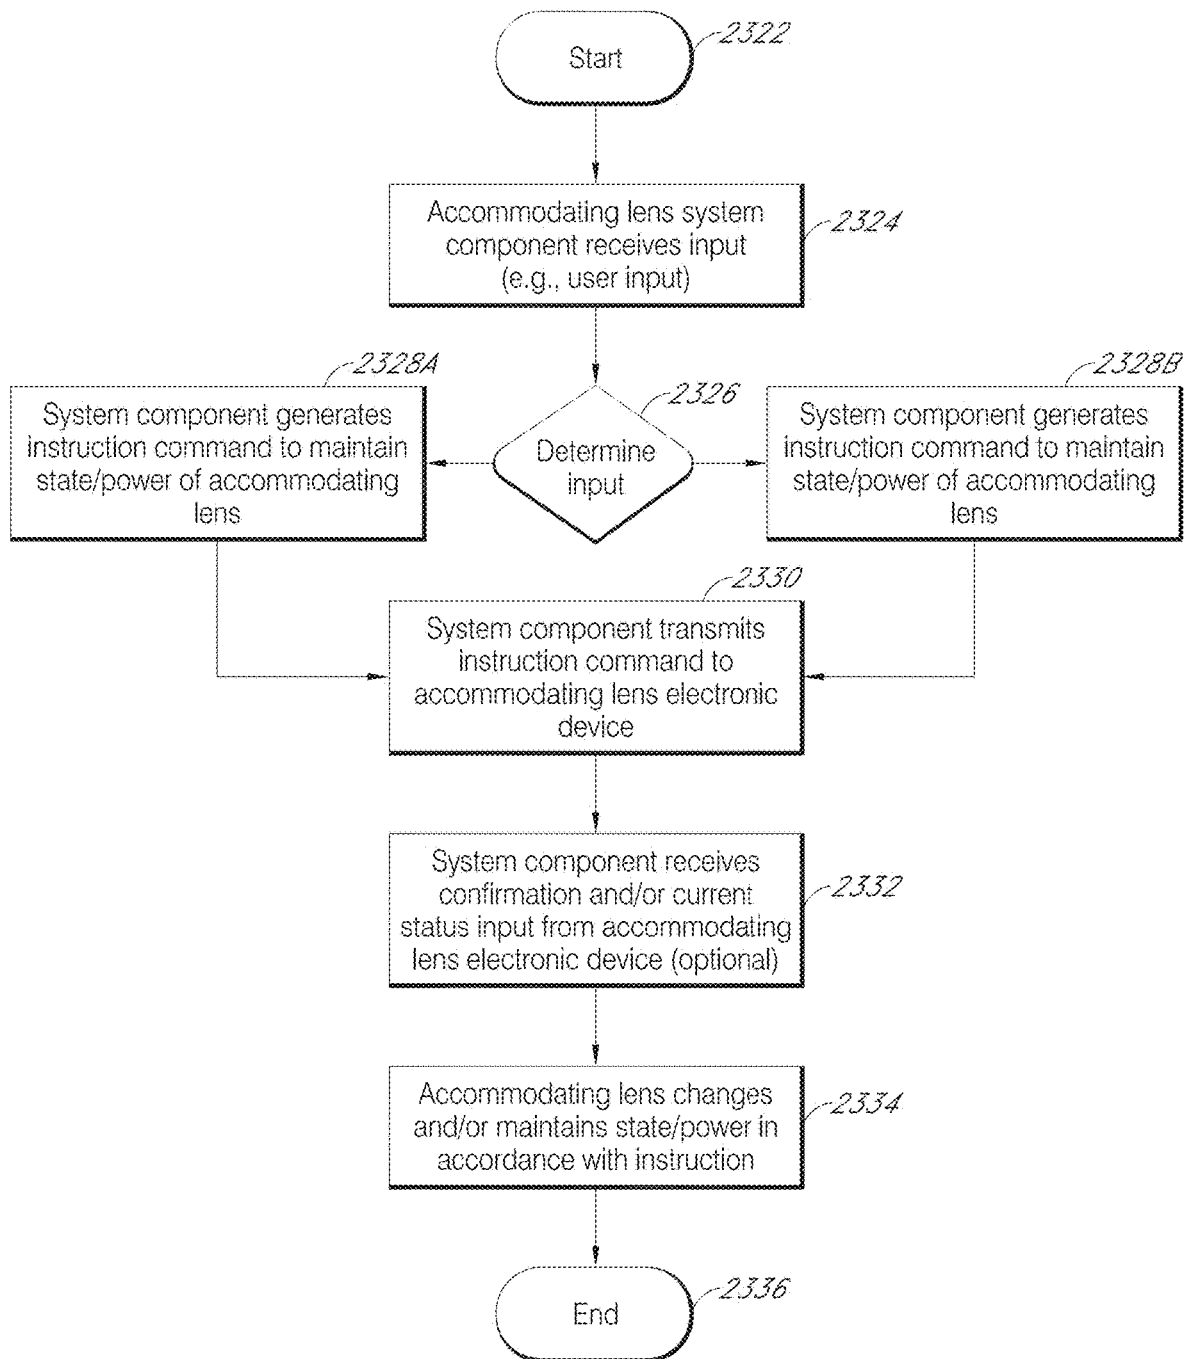 Start
2322
Accommodating lens system
component receives input
(e.g., user input)
2324
2328A
System component generates
instruction command to maintain
state/power of accommodating
lens
2326
Determine
input
2328B
System component generates
instruction command to maintain
state/power of accommodating
lens
2330
System component transmits
instruction command to
accommodating lens electronic
device
System component receives
confirmation and/or current
status input from accommodating
lens electronic device (optional)
2332
Accommodating lens changes
and/or maintains state/power in
accordance with instruction
2334
End
2336